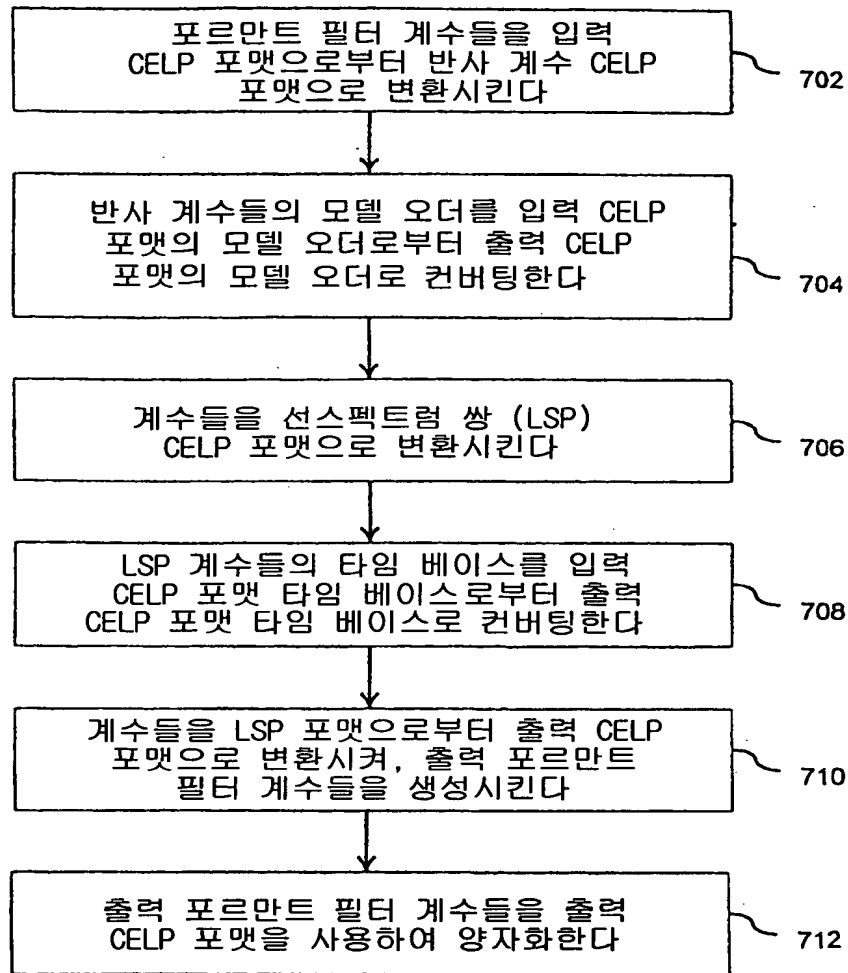 포르만트 필터 계수들을 입력
CELP 포맷으로부터 반사 계수 CELP
포맷으로 변환시킨다
702
반사 계수들의 모델 오더를 입력 CELP
포맷의 모델 오더로부터 출력 CELP
포맷의 모델 오더로 컨버팅한다
704
계수들을 선스펙트럼 쌍 (LSP)
CELP 포맷으로 변환시킨다
706
LSP 계수들의 타임 베이스를 입력
CELP 포맷 타임 베이스로부터 출력
CELP 포맷 타임 베이스로 컨버팅한다
708
계수들을 LSP 포맷으로부터 출력 CELP
포맷으로 변환시켜, 출력 포르만트
필터 계수들을 생성시킨다
710
출력 포르만트 필터 계수들을 출력
CELP 포맷을 사용하여 양자화한다
712